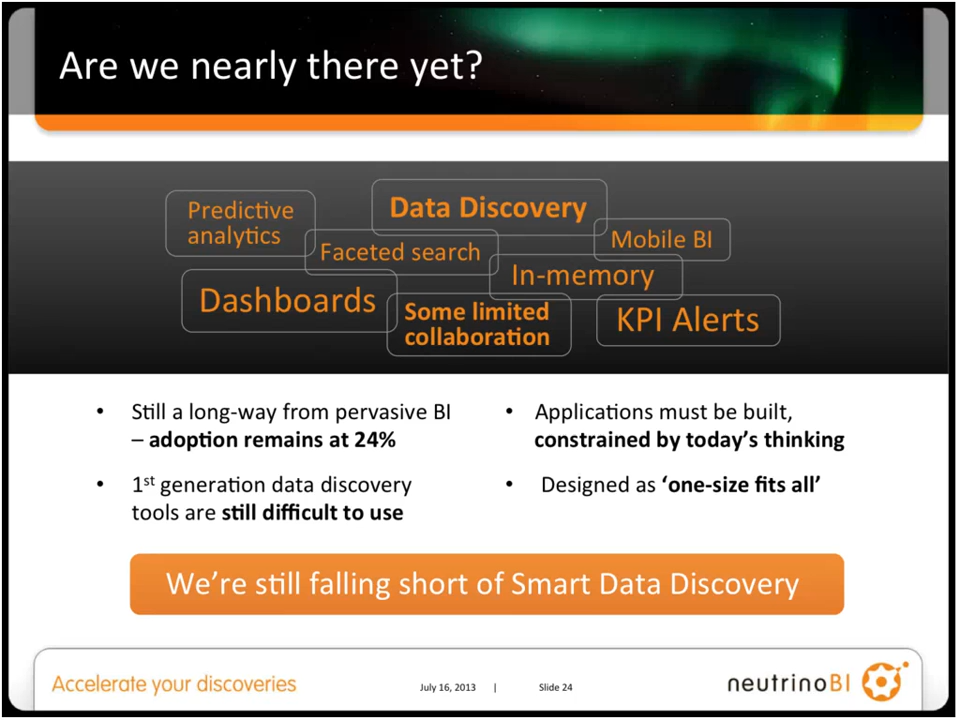 Are we nearly there yet?
Predictive
analytics
Data Discovery
Faceted search
Mobile BI
In-memory
Dashboards
Some limited
collaboration
KPI Alerts
• Still a long-way from pervasive BI
– adoption remains at 24%
• 1st generation data discovery
tools are still difficult to use
• Applications must be built,
constrained by today's thinking
• Designed as ‘one-size fits all’
We're still falling short of Smart Data Discovery
Accelerate your discoveries
July 16, 2013 | Slide 24
neutrinoBI